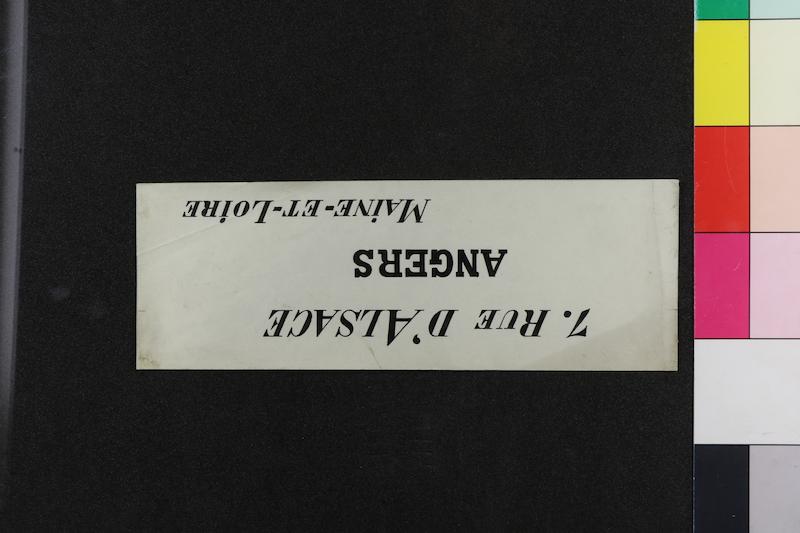 7. Rue d'Alsace
ANGERS
Maine-et-Loire